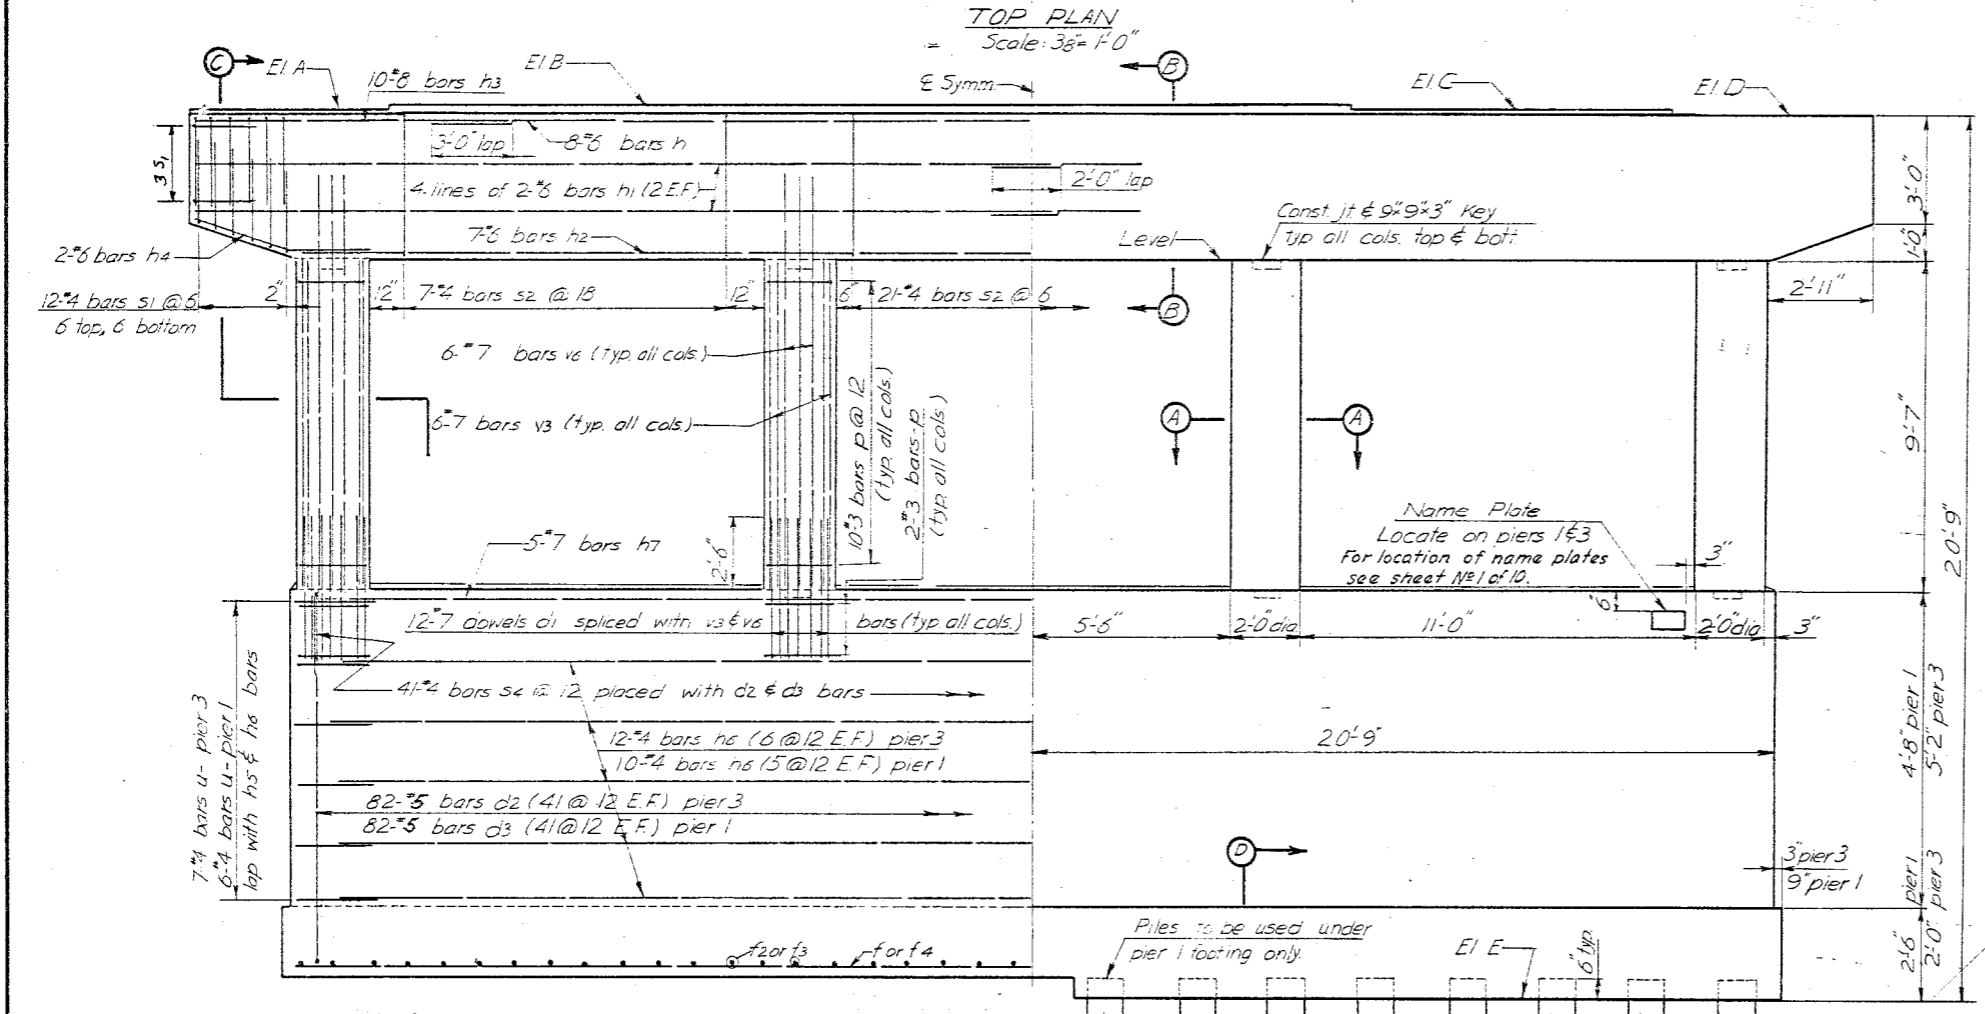 TOP PLAN
Scale: 3/8"= 1'-0"
C
El. A
El. B
10-#8 bars h3
℄ Symm.
B
El. C
El. D
3'-0" lap
8-#6 bars h
3 s1
4-lines of 2-#6 bars h1 (2 E.F.)
2'-0" lap
3'-0"
Const. jt. & 9"x9"x3" Key
typ all cols. top & bott.
7-#6 bars h2
Level
1'-0"
2-#6 bars h4
12-#4 bars s1 @ 6
6 top, 6 bottom
2"
12"
7-#4 bars s2 @ 18
12"
6"
21-#4 bars s2 @ 6
B
2'-11"
6-#7 bars v6 (typ. all cols.)
6-#7 bars v3 (typ. all cols.)
10-#3 bars p @ 12
(typ. all cols.)
2-#3 bars-p
(typ. all cols.)
A
A
9'-7"
20'-9"
Name Plate
Locate on piers 1&3
For location of name plates
see sheet No 1 of 10.
3"
5-#7 bars h7
2'-6"
6"
12-#7 dowels d1 spliced with v3 & v6
bars (typ. all cols.)
5'-6"
2'-0" dia
11'-0"
2'-0" dia
3"
41-#4 bars s4 @ 12 placed with d2 & d3 bars
7-#4 bars u- pier 3
6-#4 bars u-pier 1
lap with h5 & h6 bars
12-#4 bars h6 (6 @ 12 E.F.) pier 3
10-#4 bars h6 (5 @ 12 E.F.) pier 1
20'-9"
4'-8" pier 1
5'-2" pier 3
82-#5 bars d2 (41 @ 12 E.F.) pier 3
82-#5 bars d3 (41 @ 12 E.F.) pier 1
D
3" pier 3
9" pier 1
Piles to be used under
pier 1 footing only.
f2 or f3
f or f4
El. E
6" typ.
2'-6" pier 1
2'-0" pier 3